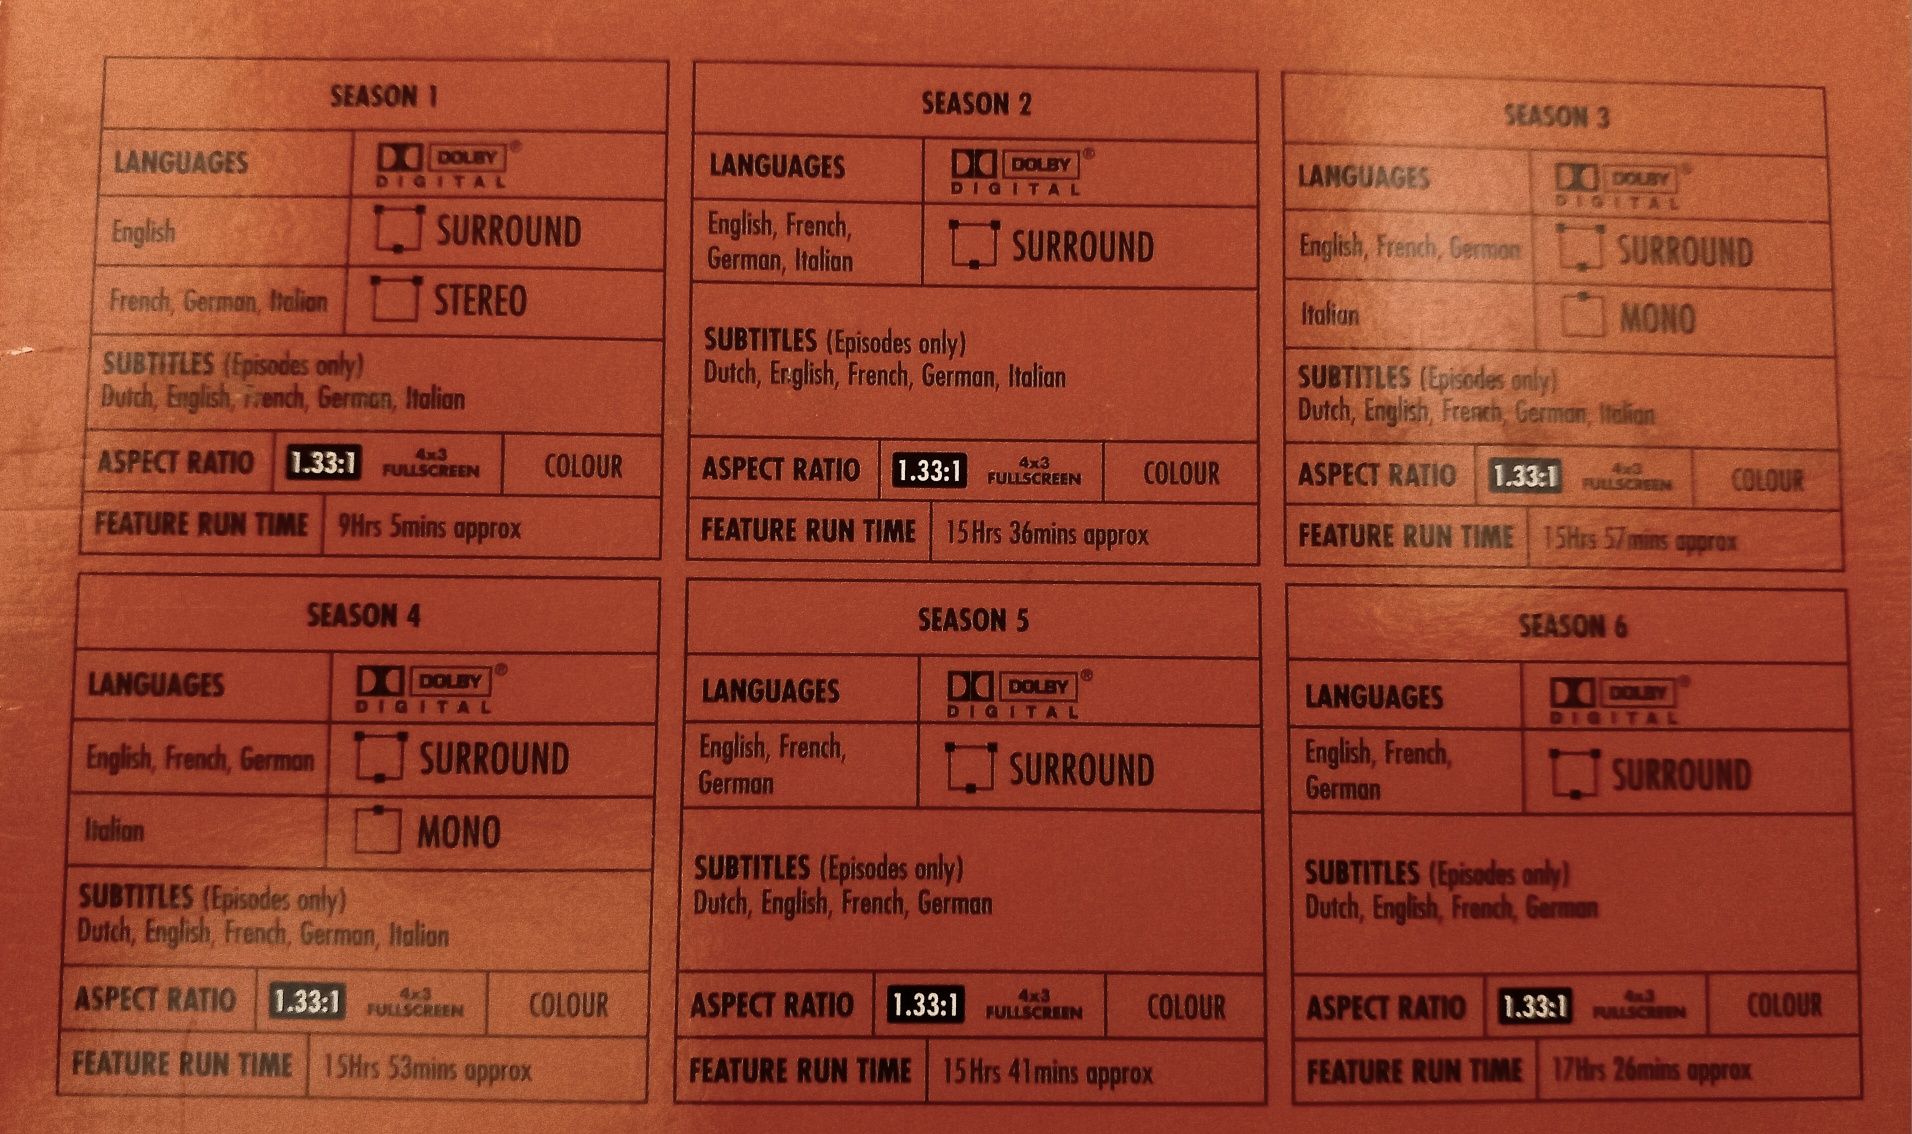 SEASON 1
LANGUAGES DOLBY® DIGITAL
English SURROUND
French, German, Italian STEREO
SUBTITLES (Episodes only)
Dutch, English, French, German, Italian
ASPECT RATIO 1.33:1 4x3 FULLSCREEN COLOUR
FEATURE RUN TIME 9Hrs 5mins approx
SEASON 2
LANGUAGES DOLBY® DIGITAL
English, French,
German, Italian SURROUND
SUBTITLES (Episodes only)
Dutch, English, French, German, Italian
ASPECT RATIO 1.33:1 4x3 FULLSCREEN COLOUR
FEATURE RUN TIME 15Hrs 36mins approx
SEASON 3
LANGUAGES DOLBY® DIGITAL
English, French, German SURROUND
Italian MONO
SUBTITLES (Episodes only)
Dutch, English, French, German, Italian
ASPECT RATIO 1.33:1 4x3 FULLSCREEN COLOUR
FEATURE RUN TIME 15Hrs 57mins approx
SEASON 4
LANGUAGES DOLBY® DIGITAL
English, French, German SURROUND
Italian MONO
SUBTITLES (Episodes only)
Dutch, English, French, German, Italian
ASPECT RATIO 1.33:1 4x3 FULLSCREEN COLOUR
FEATURE RUN TIME 15Hrs 53mins approx
SEASON 5
LANGUAGES DOLBY® DIGITAL
English, French,
German SURROUND
SUBTITLES (Episodes only)
Dutch, English, French, German
ASPECT RATIO 1.33:1 4x3 FULLSCREEN COLOUR
FEATURE RUN TIME 15Hrs 41mins approx
SEASON 6
LANGUAGES DOLBY® DIGITAL
English, French,
German SURROUND
SUBTITLES (Episodes only)
Dutch, English, French, German
ASPECT RATIO 1.33:1 4x3 FULLSCREEN COLOUR
FEATURE RUN TIME 17Hrs 26mins approx